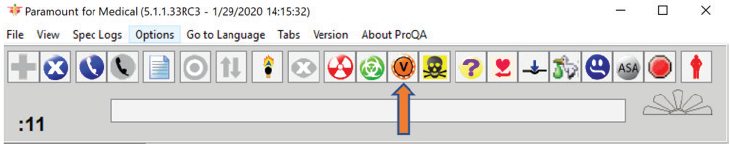 Paramount for Medical (5.1.1.33RC3 - 1/29/2020 14:15:32)
File View Spec Logs Options Go to Language Tabs Version About ProQA
V ? ASA
:11